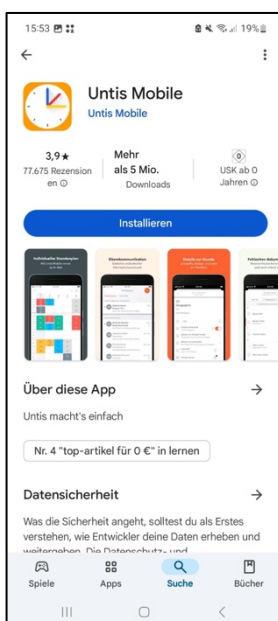 15:53
19%
Untis Mobile
Untis Mobile
3,9★
77.675 Rezension
en
Mehr
als 5 Mio.
Downloads
0
USK ab 0
Jahren
Installieren
Individueller Stundenplan
Über diese App
Untis macht's einfach
Nr. 4 "top-artikel für 0 €" in lernen
Datensicherheit
Was die Sicherheit angeht, solltest du als Erstes
verstehen, wie Entwickler deine Daten erheben und
weitergeben. Die Datenschutz- und
Spiele
Apps
Suche
Bücher